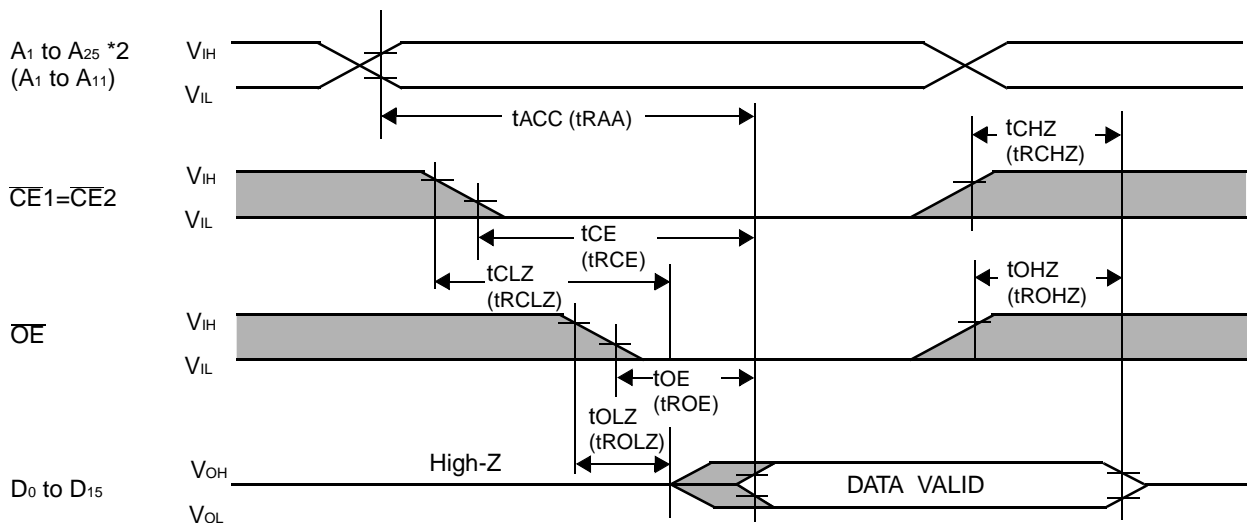 A1 to A25 *2
(A1 to A11)
VIH
VIL
tACC (tRAA)
tCHZ
(tRCHZ)
CE1=CE2
VIH
VIL
tCE
(tRCE)
tCLZ
(tRCLZ)
tOHZ
(tROHZ)
OE
VIH
VIL
tOE
(tROE)
tOLZ
(tROLZ)
D0 to D15
VOH
VOL
High-Z
DATA VALID